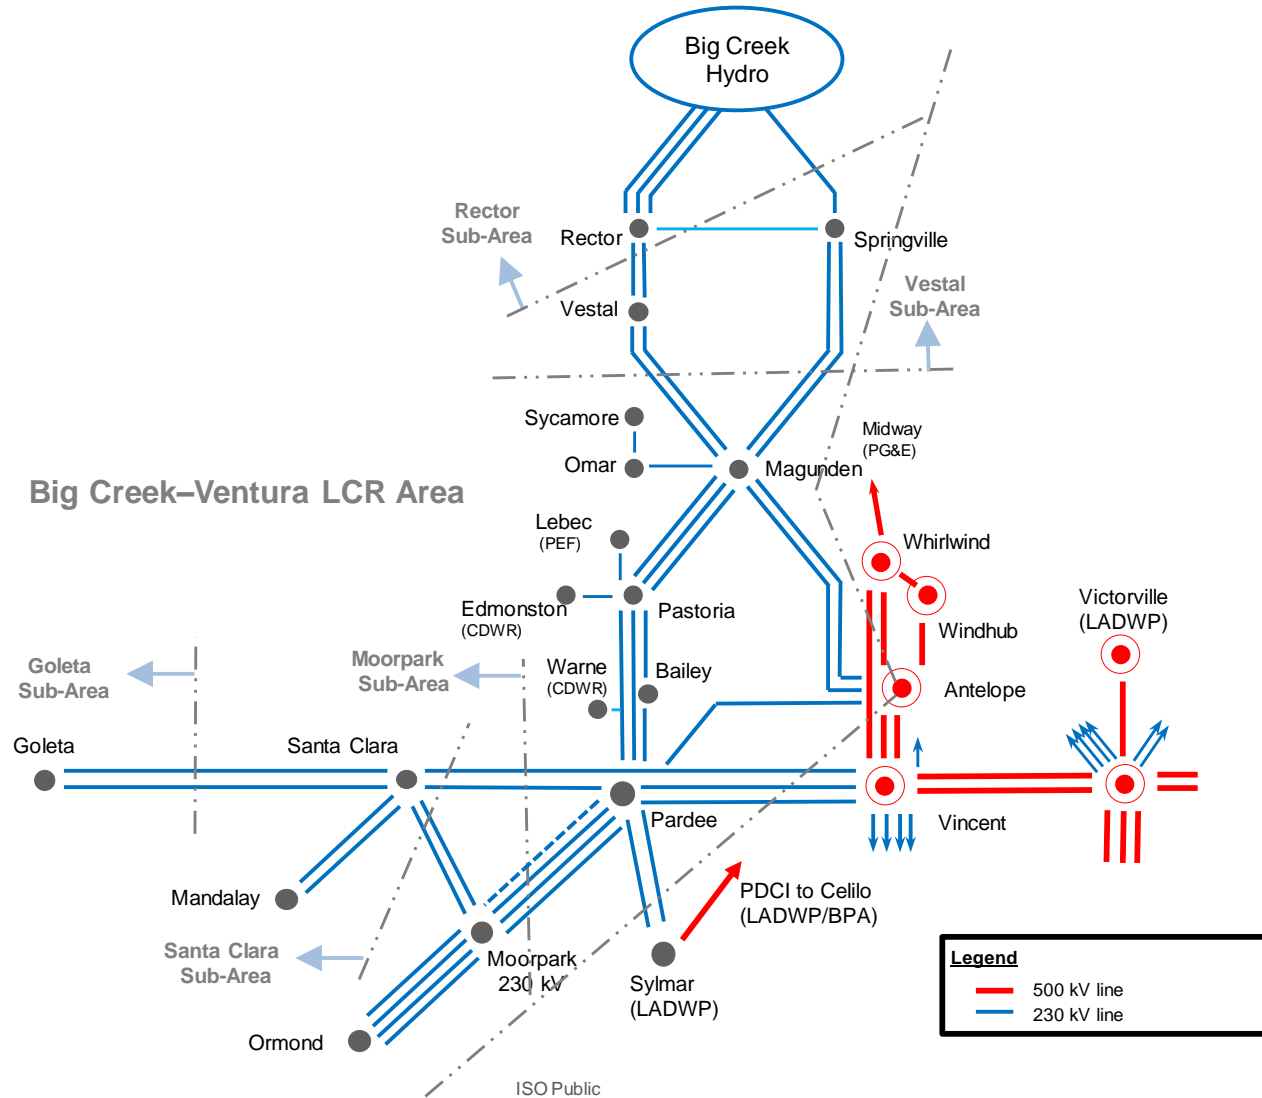 Big Creek
Hydro
Rector
Sub-Area
Rector
Springville
Vestal
Sub-Area
Vestal
Sycamore
Midway
(PG&E)
Omar
Magunden
Big Creek–Ventura LCR Area
Lebec
(PEF)
Whirlwind
Edmonston
(CDWR)
Pastoria
Windhub
Victorville
(LADWP)
Goleta
Sub-Area
Moorpark
Sub-Area
Warne
(CDWR)
Bailey
Antelope
Goleta
Santa Clara
Pardee
Vincent
Mandalay
PDCI to Celilo
(LADWP/BPA)
Santa Clara
Sub-Area
Moorpark
230 kV
Sylmar
(LADWP)
Ormond
Legend
500 kV line
230 kV line
ISO Public